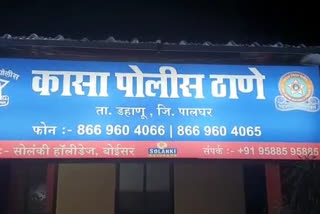 कासा पोलीस ठाणे
ता. डहाणू, जि. पालघर
फोन :- 866 960 4066 | 866 960 4065
:- सोलंकी हॉलीडेज, बोईसर SOLANKI संपर्क :- +91 95885 95885